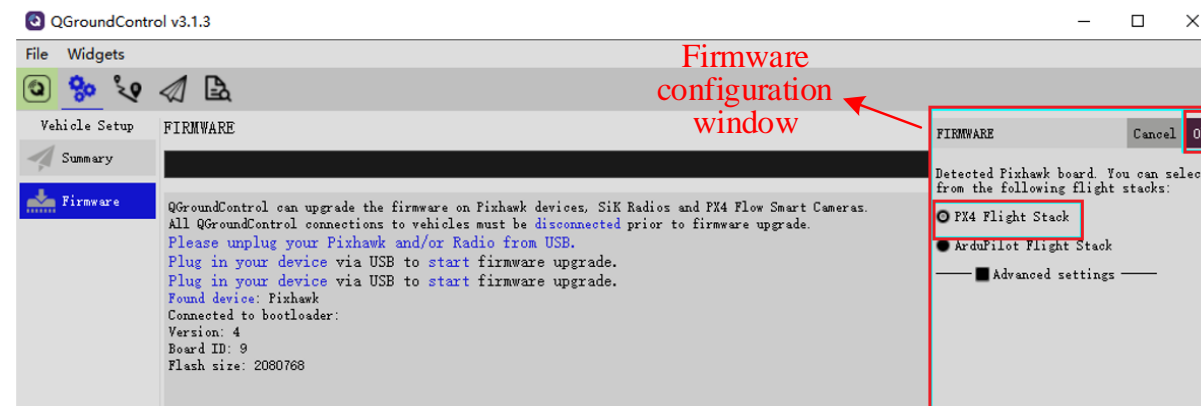 QGroundControl v3.1.3
File Widgets
Firmware
configuration
window
Vehicle Setup
FIRMWARE
Summary
Firmware
QGroundControl can upgrade the firmware on Pixhawk devices, SiK Radios and PX4 Flow Smart Cameras.
All QGroundControl connections to vehicles must be disconnected prior to firmware upgrade.
Please unplug your Pixhawk and/or Radio from USB.
Plug in your device via USB to start firmware upgrade.
Plug in your device via USB to start firmware upgrade.
Found device: Pixhawk
Connected to bootloader:
Version: 4
Board ID: 9
Flash size: 2080768
FIRMWARE Cancel
Detected Pixhawk board. You can selec
from the following flight stacks:
PX4 Flight Stack
ArduPilot Flight Stack
Advanced settings